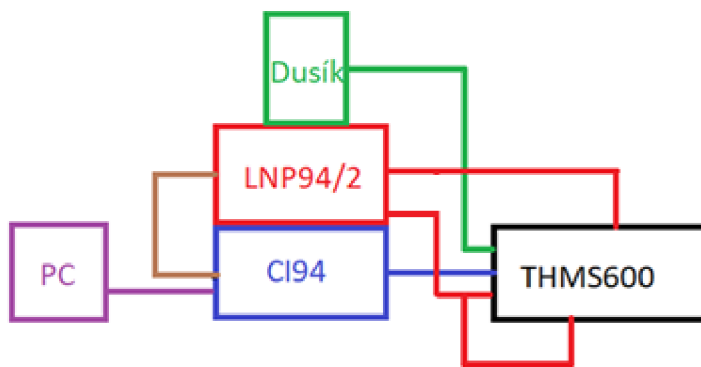 Dusík
LNP94/2
PC
CI94
THMS600